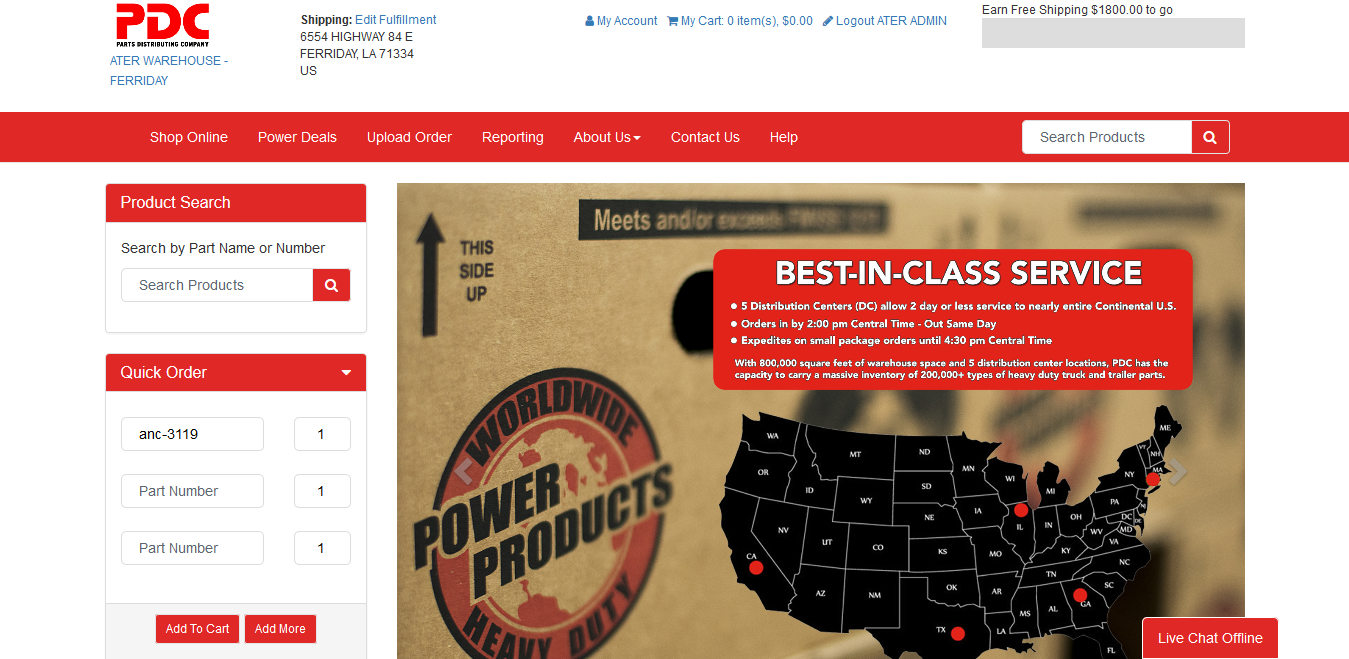 PDC
PARTS DISTRIBUTING COMPANY
ATER WAREHOUSE -
FERRIDAY
Shipping: Edit Fulfillment
6554 HIGHWAY 84 E
FERRIDAY, LA 71334
US
My Account My Cart: 0 item(s), $0.00 Logout ATER ADMIN
Earn Free Shipping $1800.00 to go
Shop Online Power Deals Upload Order Reporting About Us Contact Us Help Search Products
Product Search
Search by Part Name or Number
Search Products
Quick Order
anc-3119 1
Part Number 1
Part Number 1
Add To Cart Add More
Meets and/or exceeds
THIS
SIDE
UP
WORLDWIDE
POWER
PRODUCTS
HEAVY DUTY
BEST-IN-CLASS SERVICE
5 Distribution Centers (DC) allow 2 day or less service to nearly entire Continental U.S.
Orders in by 2:00 pm Central Time - Out Same Day
Expedites on small package orders until 4:30 pm Central Time
With 800,000 square feet of warehouse space and 5 distribution center locations, PDC has the
capacity to carry a massive inventory of 200,000+ types of heavy duty truck and trailer parts.
WA MT ND MN WI MI ME
VT NH
OR ID WY SD IA NY MA
NV UT CO NE IL IN OH PA NJ
CA KS MO KY WV VA MD DC DE
AZ NM OK AR TN NC SC
TX LA MS AL GA FL
Live Chat Offline